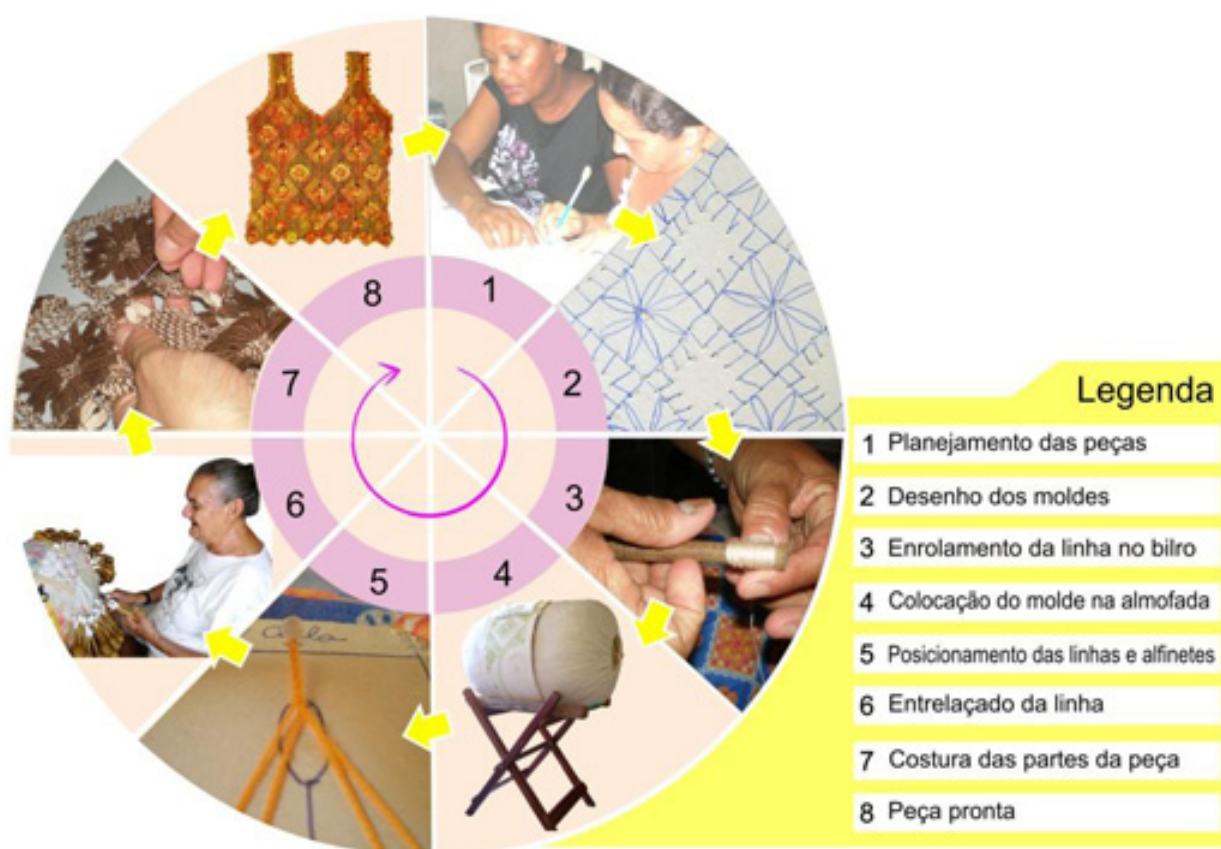 8
1
7
2
6
3
5
4
Legenda
1 Planejamento das peças
2 Desenho dos moldes
3 Enrolamento da linha no bilro
4 Colocação do molde na almofada
5 Posicionamento das linhas e alfinetes
6 Entrelaçado da linha
7 Costura das partes da peça
8 Peça pronta